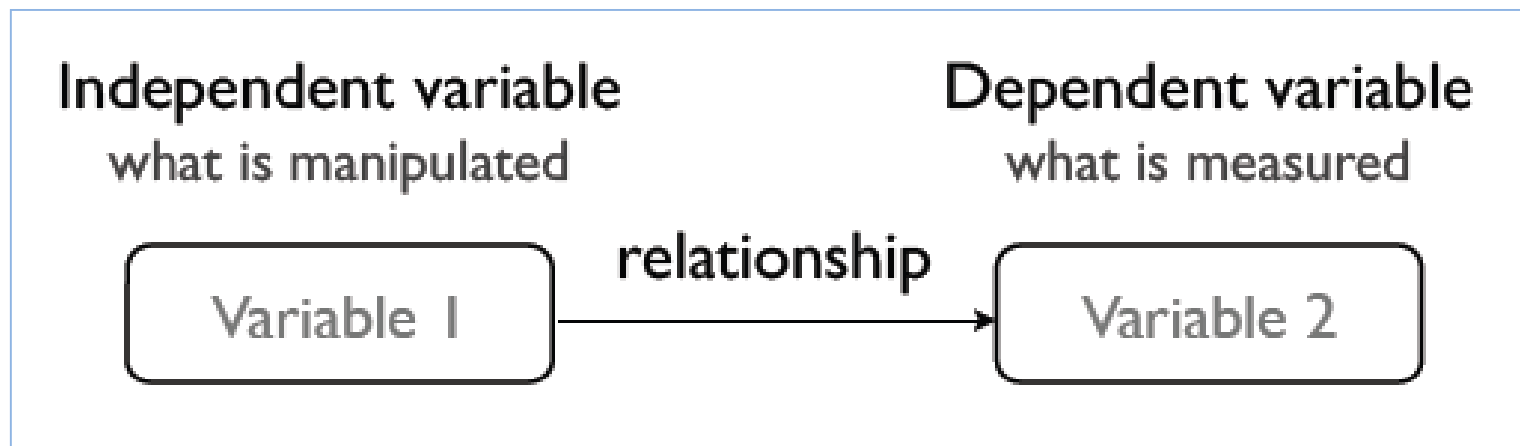 Independent variable
what is manipulated
Dependent variable
what is measured
relationship
Variable 1
Variable 2